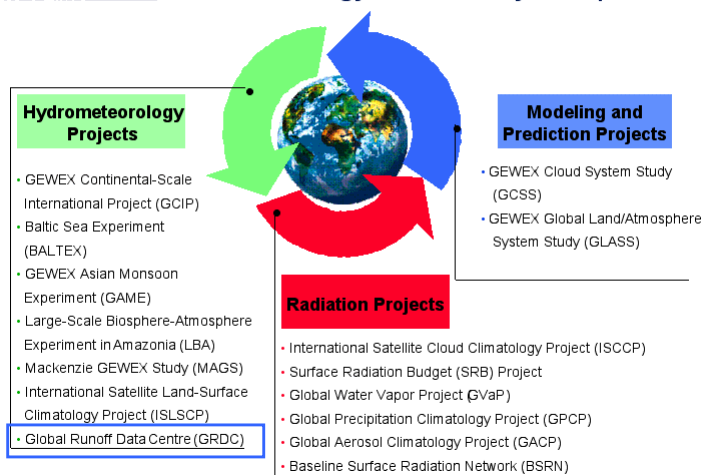 Hydrometeorology
Projects
• GEWEX Continental-Scale
International Project (GCIP)
• Baltic Sea Experiment
(BALTEX)
• GEWEX Asian Monsoon
Experiment (GAME)
• Large-Scale Biosphere-Atmosphere
Experiment in Amazonia (LBA)
• Mackenzie GEWEX Study (MAGS)
• International Satellite Land-Surface
Climatology Project (ISLSCP)
• Global Runoff Data Centre (GRDC)
Modeling and
Prediction Projects
• GEWEX Cloud System Study
(GCSS)
• GEWEX Global Land/Atmosphere
System Study (GLASS)
Radiation Projects
• International Satellite Cloud Climatology Project (ISCCP)
• Surface Radiation Budget (SRB) Project
• Global Water Vapor Project (GVaP)
• Global Precipitation Climatology Project (GPCP)
• Global Aerosol Climatology Project (GACP)
• Baseline Surface Radiation Network (BSRN)